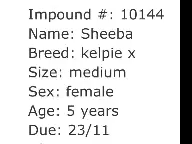 Impound #: 10144
Name: Sheeba
Breed: kelpie x
Size: medium
Sex: female
Age: 5 years
Due: 23/11